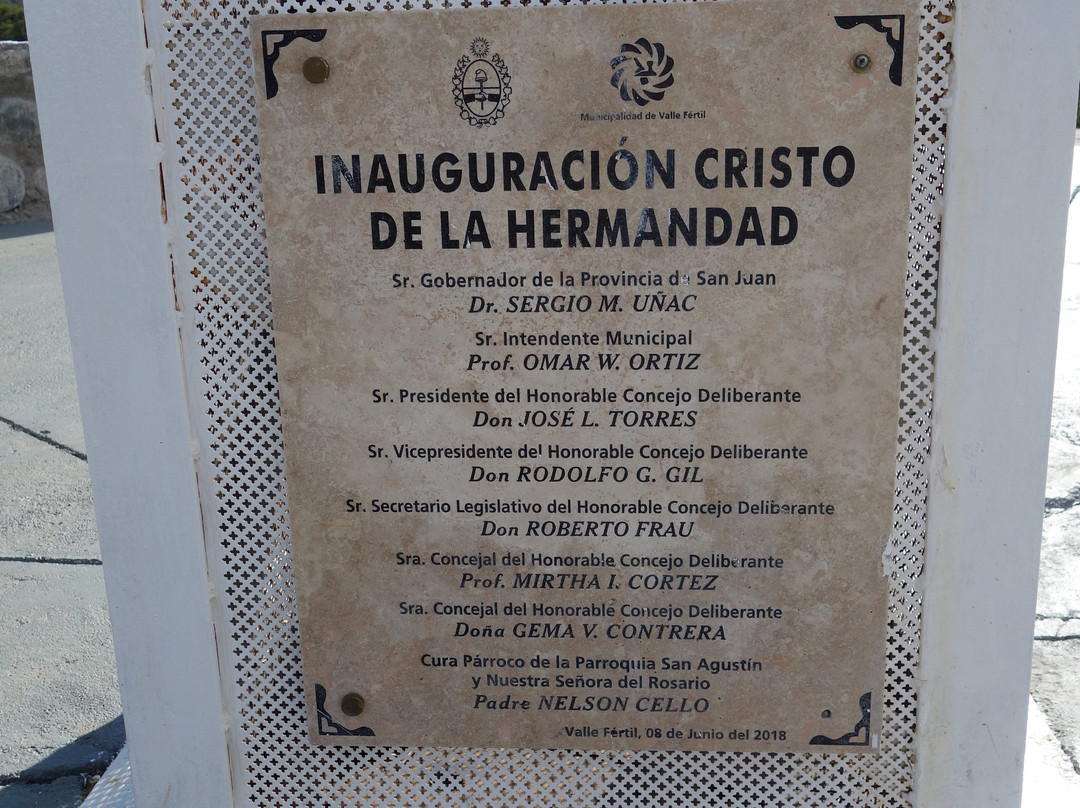 Municipalidad de Valle Fértil
INAUGURACIÓN CRISTO
DE LA HERMANDAD
Sr. Gobernador de la Provincia de San Juan
Dr. SERGIO M. UÑAC
Sr. Intendente Municipal
Prof. OMAR W. ORTIZ
Sr. Presidente del Honorable Concejo Deliberante
Don JOSÉ L. TORRES
Sr. Vicepresidente del Honorable Concejo Deliberante
Don RODOLFO G. GIL
Sr. Secretario Legislativo del Honorable Concejo Deliberante
Don ROBERTO FRAU
Sra. Concejal del Honorable Concejo Deliberante
Prof. MIRTHA I. CORTEZ
Sra. Concejal del Honorable Concejo Deliberante
Doña GEMA V. CONTRERA
Cura Párroco de la Parroquia San Agustín
y Nuestra Señora del Rosario
Padre NELSON CELLO
Valle Fértil, 08 de Junio del 2018